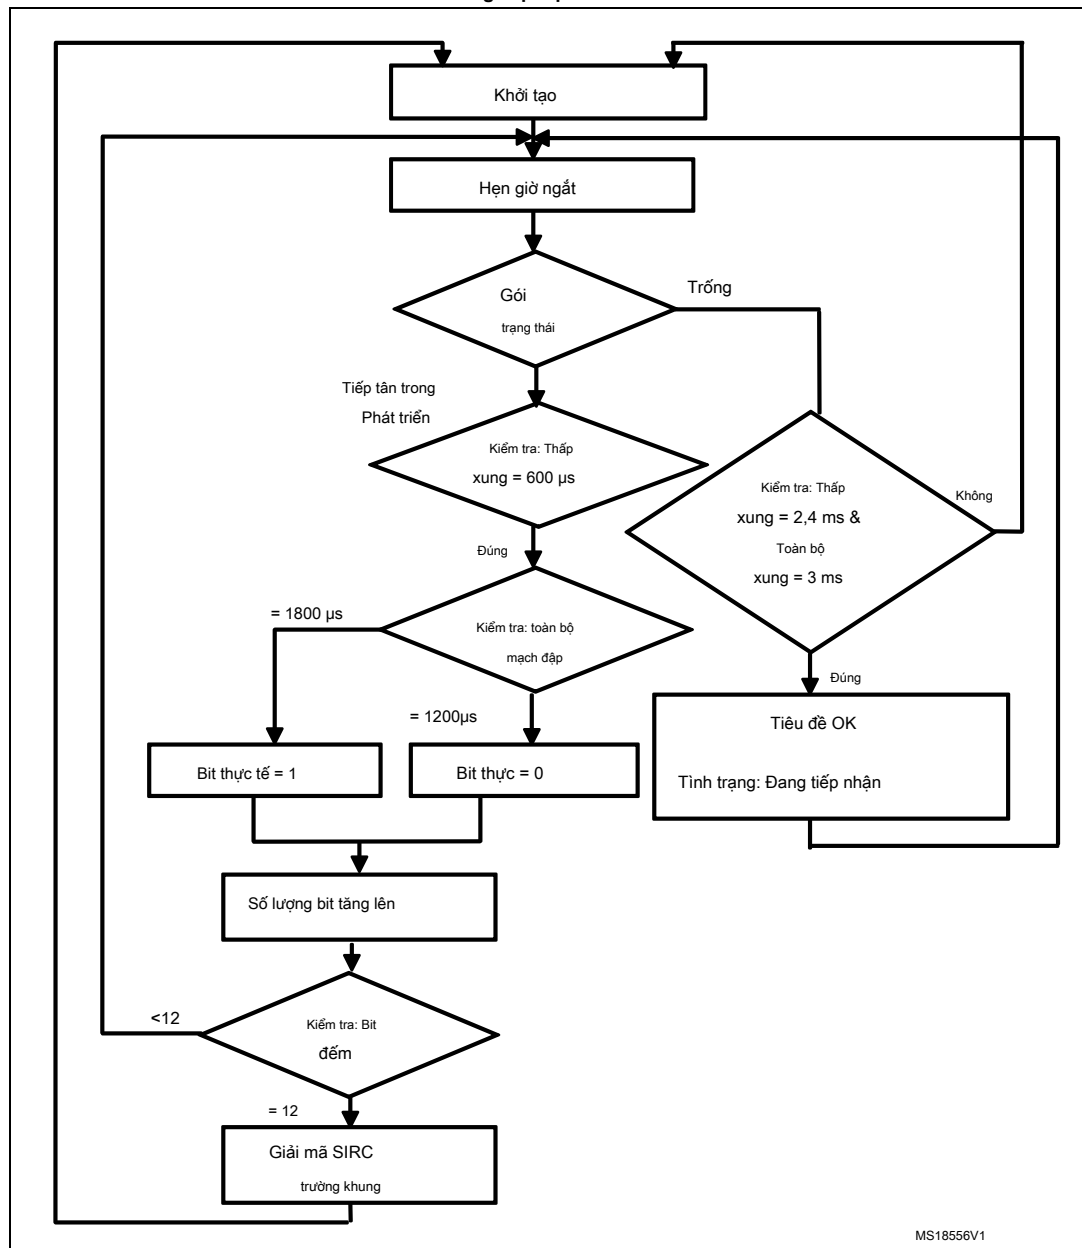 Khởi tạo
Hẹn giờ ngắt
Gói
trạng thái
Trống
Tiếp tân trong
Phát triển
Kiểm tra: Thấp
xung = 600 µs
Kiểm tra: Thấp
xung = 2,4 ms &
Toàn bộ
xung = 3 ms
Không
Đúng
= 1800 µs
Kiểm tra: toàn bộ
mạch đập
Đúng
= 1200µs
Tiêu đề OK
Tình trạng: Đang tiếp nhận
Bit thực tế = 1
Bit thực = 0
Số lượng bit tăng lên
<12
Kiểm tra: Bit
đếm
= 12
Giải mã SIRC
trường khung
MS18556V1